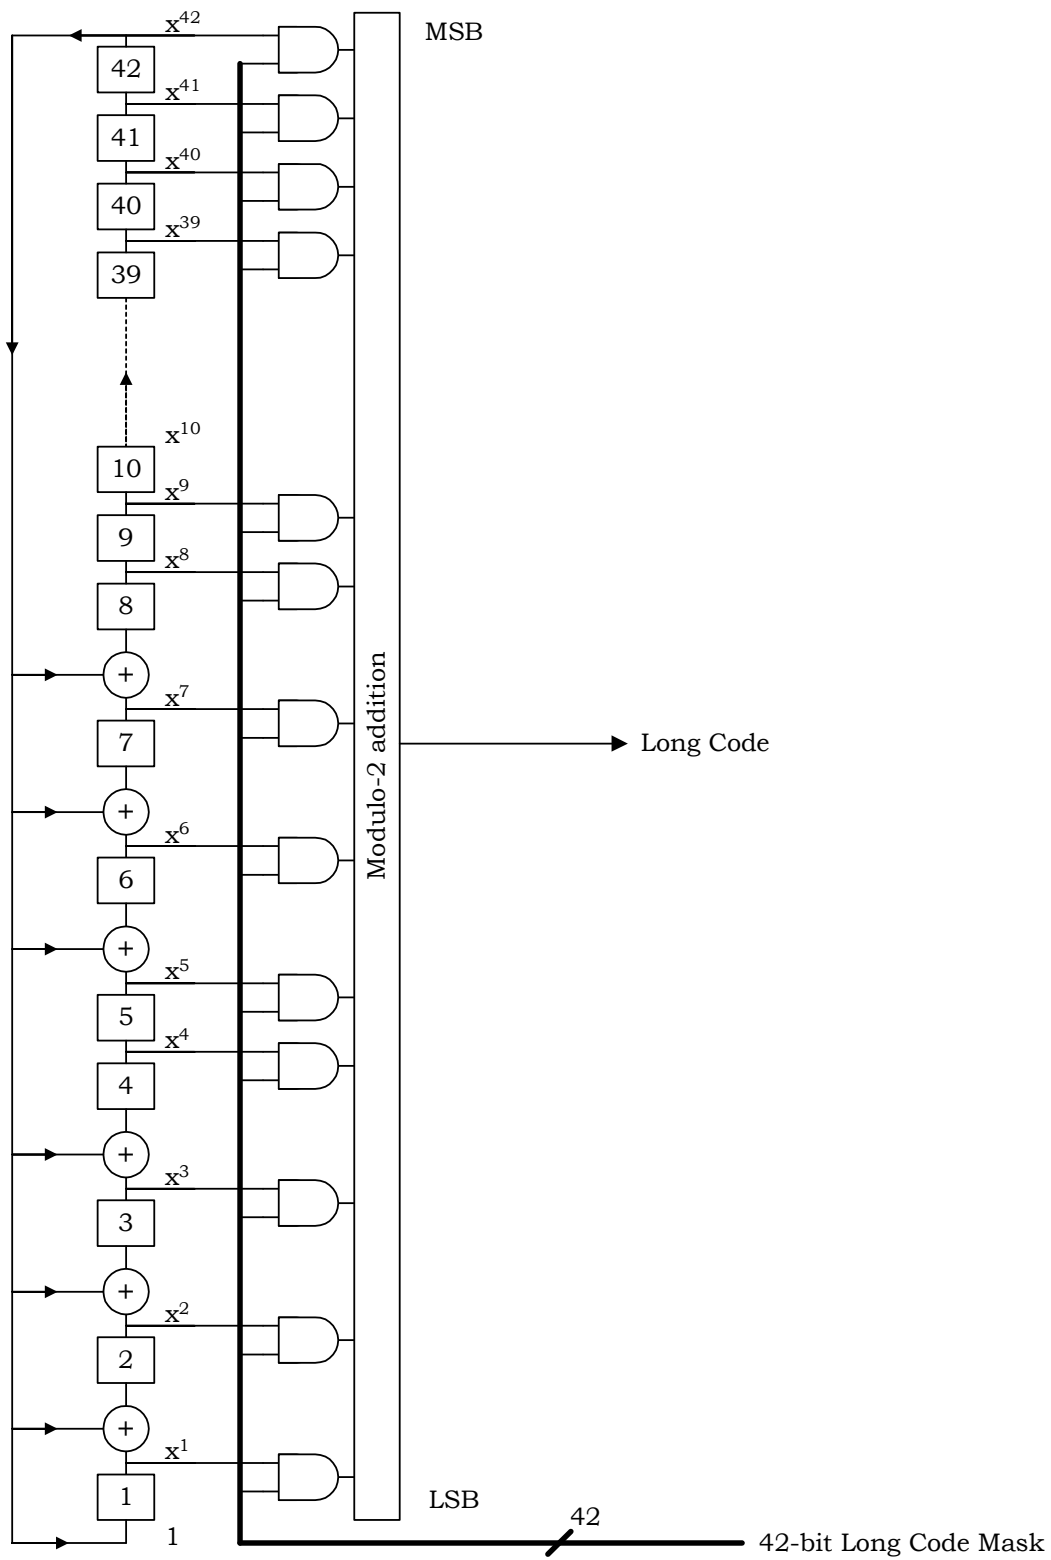 x⁴²
MSB
42
x⁴¹
41
x⁴⁰
40
x³⁹
39
x¹⁰
10
x⁹
9
x⁸
8
+
x⁷
7
Modulo-2 addition
Long Code
+
x⁶
6
+
x⁵
5
x⁴
4
+
x³
3
+
x²
2
+
x¹
1
LSB
1
42
42-bit Long Code Mask